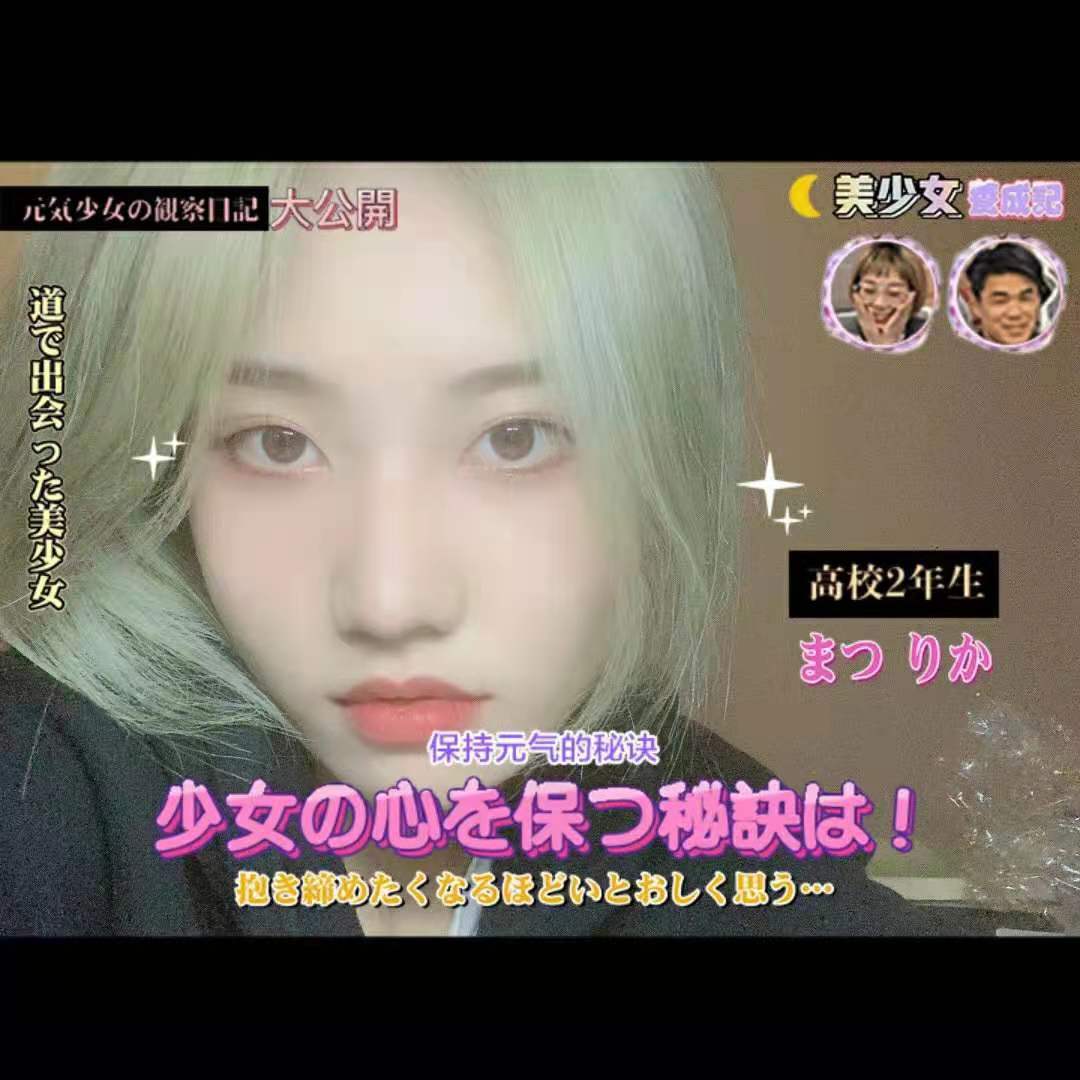 元気少女の観察日記 大公開
美少女養成記
道で出会った美少女
高校2年生
まつ りか
保持元气的秘诀
少女の心を保つ秘訣は！
抱き締めたくなるほどいとおしく思う…